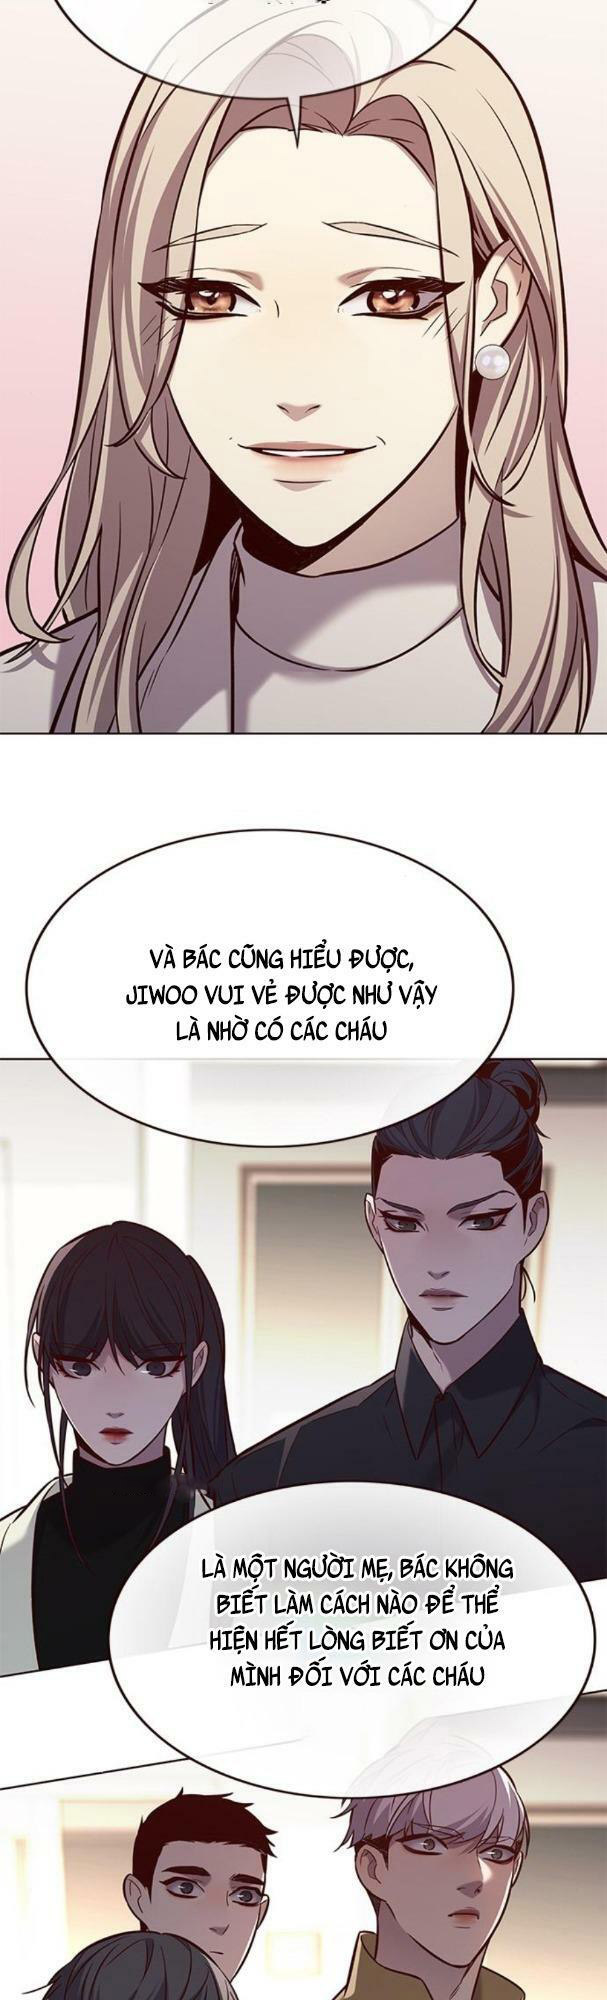 VÀ BÁC CŨNG HIỂU ĐƯỢC,
JIWOO VUI VẺ ĐƯỢC NHƯ VẬY
LÀ NHỜ CÓ CÁC CHÁU
LÀ MỘT NGƯỜI MẸ, BÁC KHÔNG
BIẾT LÀM CÁCH NÀO ĐỂ THỂ
HIỆN HẾT LÒNG BIẾT ƠN CỦA
MÌNH ĐỐI VỚI CÁC CHÁU